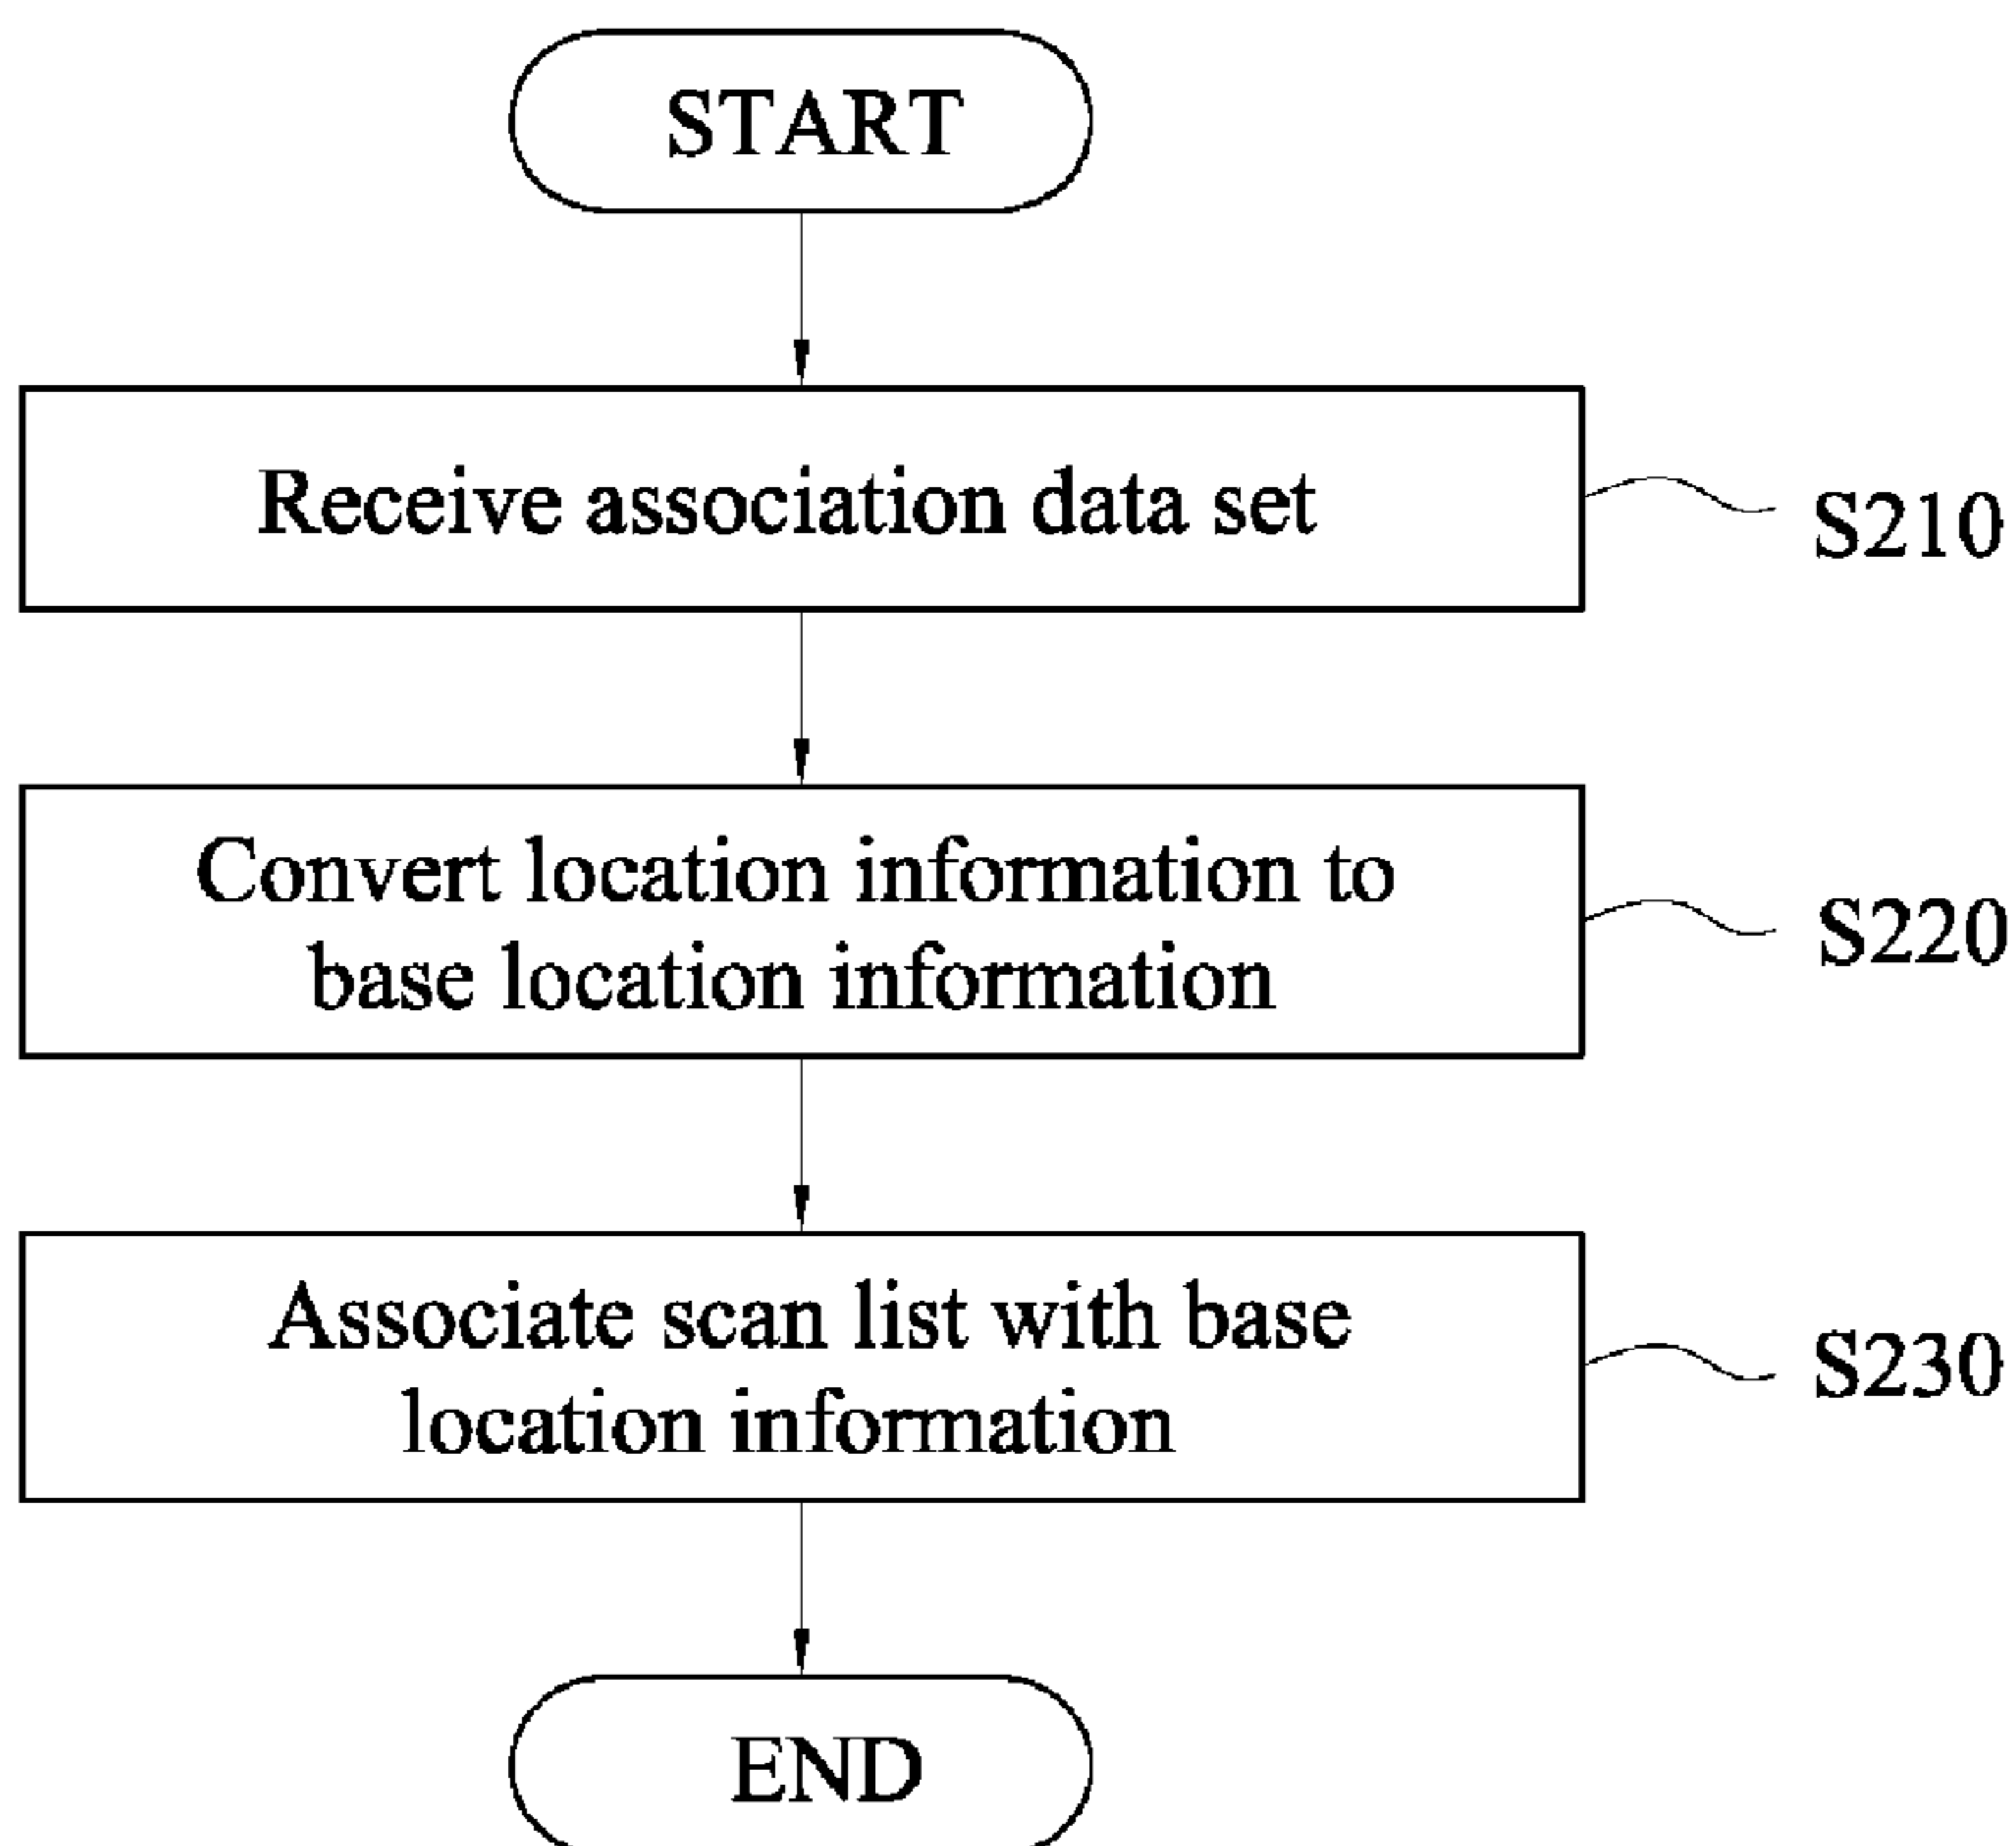 START
Receive association data set
S210
Convert location information to
base location information
S220
Associate scan list with base
location information
S230
END